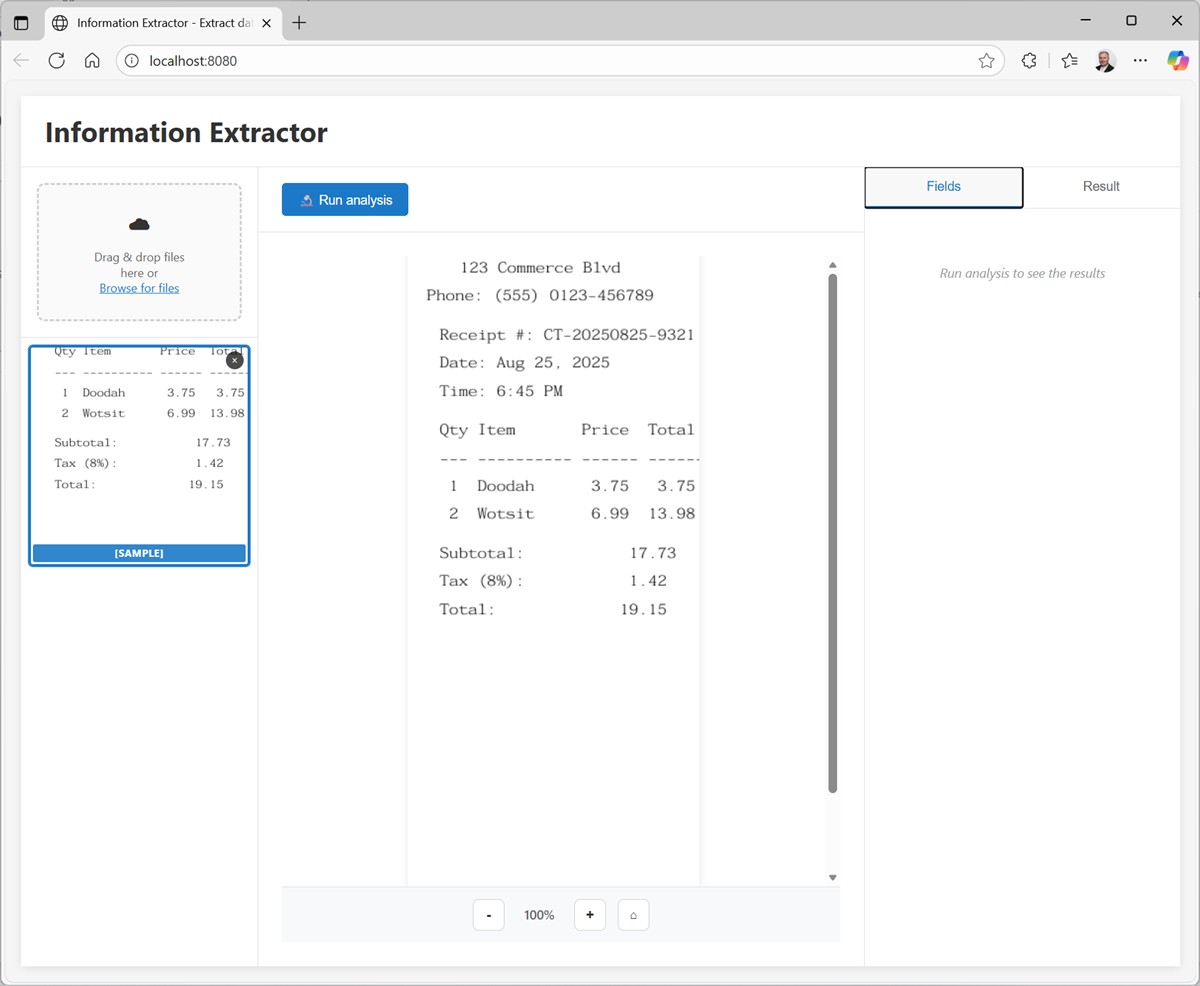 Information Extractor - Extract da
localhost:8080
Information Extractor
Drag & drop files
here or
Browse for files
Qty Item Price Total
--- ---------- ------ ------
1 Doodah 3.75 3.75
2 Wotsit 6.99 13.98
Subtotal: 17.73
Tax (8%): 1.42
Total: 19.15
[SAMPLE]
Run analysis
123 Commerce Blvd
Phone: (555) 0123-456789
Receipt #: CT-20250825-9321
Date: Aug 25, 2025
Time: 6:45 PM
Qty Item Price Total
--- ---------- ------ ------
1 Doodah 3.75 3.75
2 Wotsit 6.99 13.98
Subtotal: 17.73
Tax (8%): 1.42
Total: 19.15
- 100% +
Fields Result
Run analysis to see the results